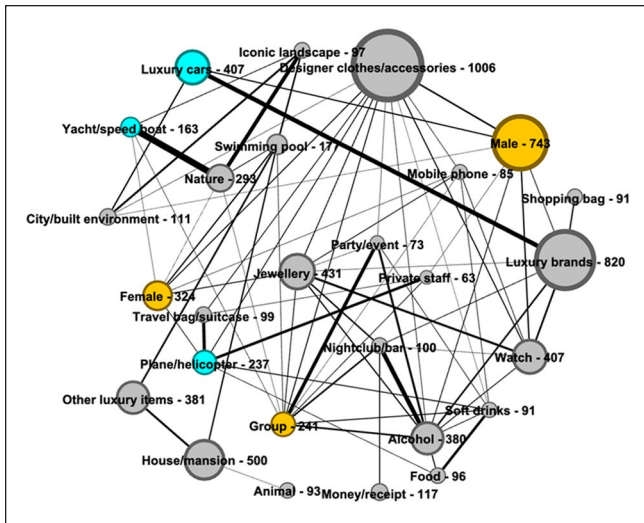 Iconic landscape - 97
Luxury cars - 407
Designer clothes/accessories - 1006
Yacht/speed boat - 163
Swimming pool - 177
Male - 743
Nature - 293
Mobile phone - 85
Shopping bag - 91
City/built environment - 111
Party/event - 73
Luxury brands - 820
Jewellery - 431
Private staff - 63
Female - 324
Travel bag/suitcase - 99
Nightclub/bar - 100
Watch - 407
Plane/helicopter - 237
Other luxury items - 381
Soft drinks - 91
Group - 241
Alcohol - 380
House/mansion - 500
Food - 96
Animal - 93
Money/receipt - 117